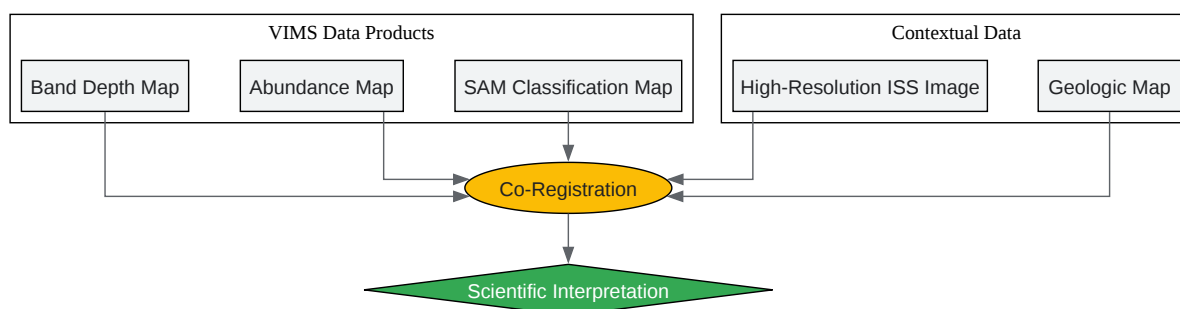 VIMS Data Products
Contextual Data
Band Depth Map
Abundance Map
SAM Classification Map
High-Resolution ISS Image
Geologic Map
Co-Registration
Scientific Interpretation